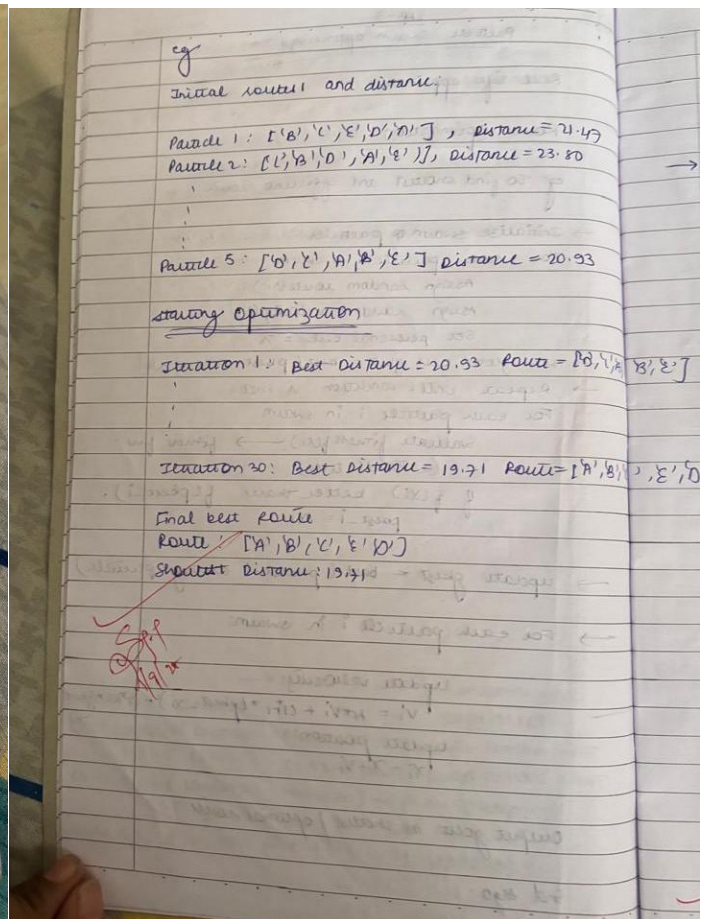 eg
Initial routes and distance,
Particle 1: ['B','C','E','D','A'], Distance = 21.47
Particle 2: ['C','B','D','A','E'], Distance = 23.80
Particle 5: ['D','C','A','B','E'] Distance = 20.93
Starting Optimization
Iteration 1: Best Distance = 20.93 Route = ['D','C','A','B','E']
Iteration 30: Best Distance = 19.71 Route = ['A','B','C','E','D
Final best Route
Route: ['A','B','C','E','D']
Shortest Distance: 19.71